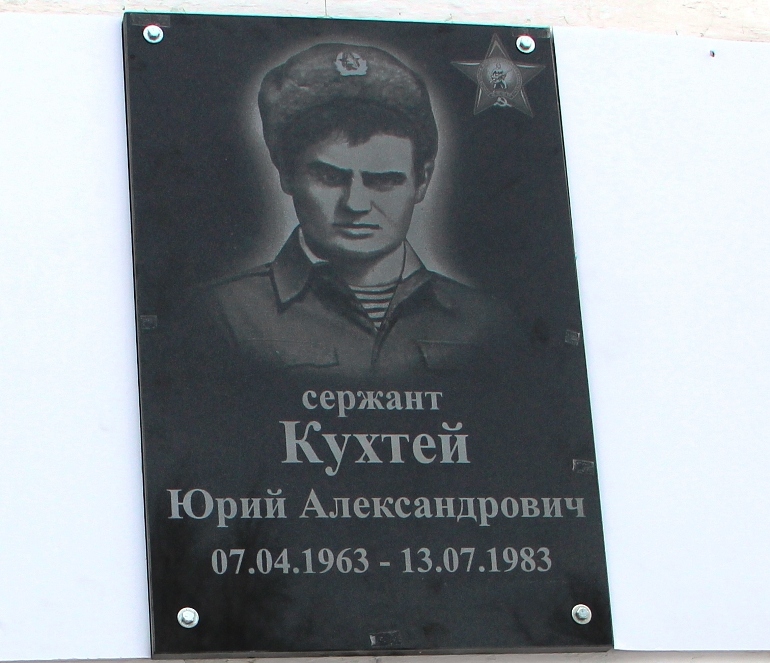 сержант
Кухтей
Юрий Александрович
07.04.1963 - 13.07.1983